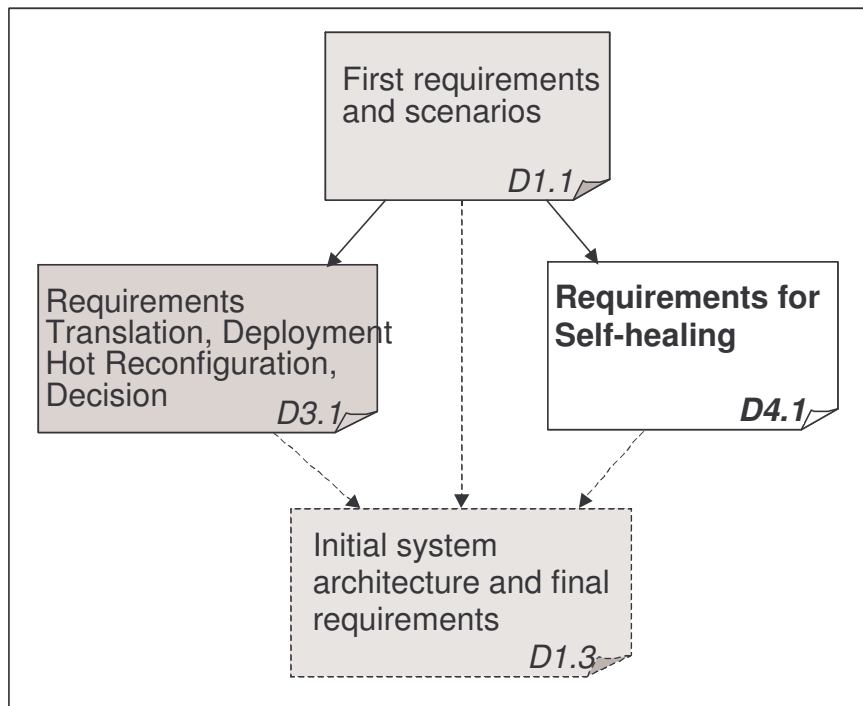 First requirements
and scenarios
D1.1
Requirements
Translation, Deployment
Hot Reconfiguration,
Decision
D3.1
Requirements for
Self-healing
D4.1
Initial system
architecture and final
requirements
D1.3